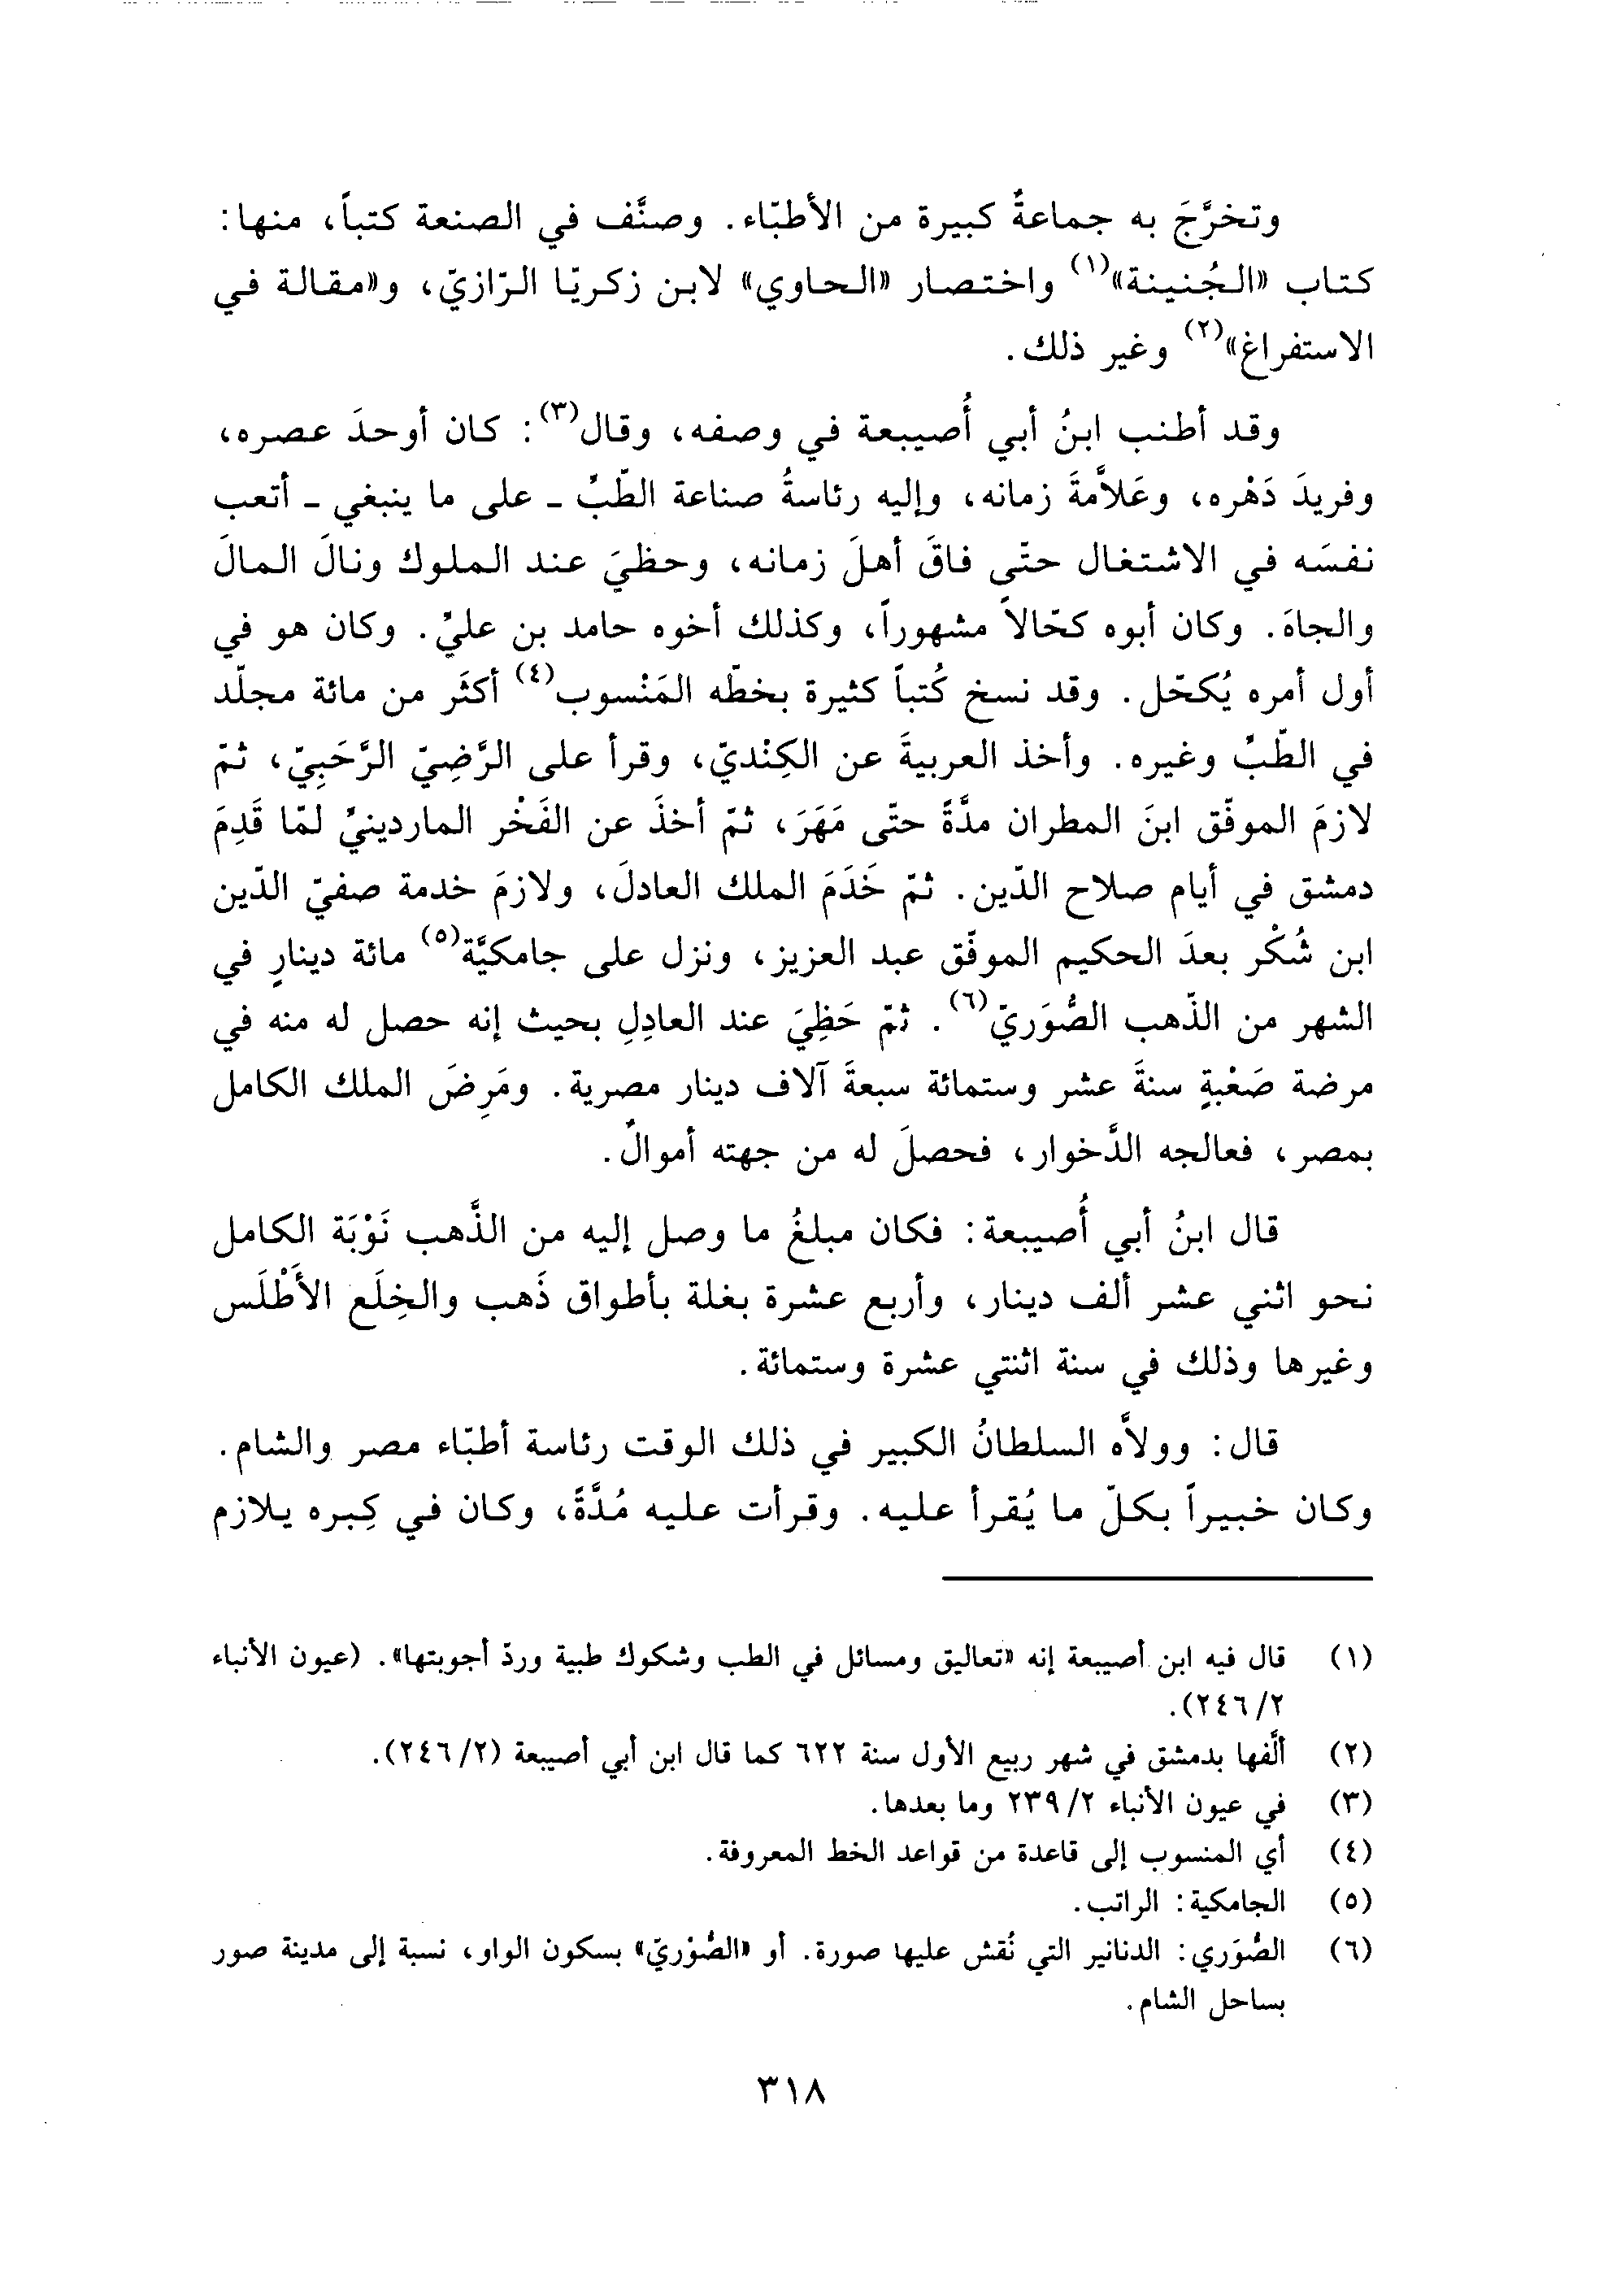 وتخرَّجَ به جماعةٌ كبيرة من الأطبّاء. وصنَّف في الصنعة كتباً، منها:
كتاب «الجُنينة»(١) واختصار «الحاوي» لابن زكريّا الرّازيّ، و«مقالة في
الاستفراغ»(٢) وغير ذلك.
وقد أطنب ابنُ أبي أُصيبعة في وصفه، وقال(٣): كان أوحدَ عصره،
وفريدَ دَهْره، وعَلاَّمةَ زمانه، وإليه رئاسةُ صناعة الطّبِّ ـ على ما ينبغي ـ أتعب
نفسَه في الاشتغال حتّى فاقَ أهلَ زمانه، وحظيَ عند الملوك ونالَ المالَ
والجاهَ. وكان أبوه كحّالاً مشهوراً، وكذلك أخوه حامد بن عليّ. وكان هو في
أول أمره يُكحّل. وقد نسخ كُتباً كثيرة بخطّه المَنْسوب(٤) أكثَر من مائة مجلّد
في الطّبِّ وغيره. وأخذ العربيةَ عن الكِنْديّ، وقرأ على الرَّضِيّ الرَّحَبِيّ، ثمّ
لازمَ الموفّق ابنَ المطران مدَّةً حتّى مَهَرَ، ثمّ أخذَ عن الفَخْر الماردينيّ لمّا قَدِمَ
دمشق في أيام صلاح الدّين. ثمّ خَدَمَ الملك العادلَ، ولازمَ خدمة صفيّ الدّين
ابن شُكْر بعدَ الحكيم الموفّق عبد العزيز، ونزل على جامكيَّة(٥) مائة دينارٍ في
الشهر من الذّهب الصُّوَريّ(٦). ثمّ حَظِيَ عند العادِلِ بحيث إنه حصل له منه في
مرضة صَعْبةٍ سنةَ عشر وستمائة سبعةَ آلاف دينار مصرية. ومَرِضَ الملك الكامل
بمصر، فعالجه الدَّخوار، فحصلَ له من جهته أموالٌ.
قال ابنُ أبي أُصيبعة: فكان مبلغُ ما وصل إليه من الذَّهب نَوْبَة الكامل
نحو اثني عشر ألف دينار، وأربع عشرة بغلة بأطواق ذَهب والخِلَع الأَطْلَس
وغيرها وذلك في سنة اثنتي عشرة وستمائة.
قال: وولاَّه السلطانُ الكبير في ذلك الوقت رئاسة أطبّاء مصر والشام.
وكان خبيراً بكلّ ما يُقرأ عليه. وقرأت عليه مُدَّةً، وكان في كِبره يلازم
(١) قال فيه ابن أصيبعة إنه «تعاليق ومسائل في الطب وشكوك طبية وردّ أجوبتها». (عيون الأنباء
٢/ ٢٤٦).
(٢) ألَّفها بدمشق في شهر ربيع الأول سنة ٦٢٢ كما قال ابن أبي أصيبعة (٢/ ٢٤٦).
(٣) في عيون الأنباء ٢/ ٢٣٩ وما بعدها.
(٤) أي المنسوب إلى قاعدة من قواعد الخط المعروفة.
(٥) الجامكية: الراتب.
(٦) الصُّوَري: الدنانير التي نُقش عليها صورة. أو «الصُّوْريّ» بسكون الواو، نسبة إلى مدينة صور
بساحل الشام.
٣١٨